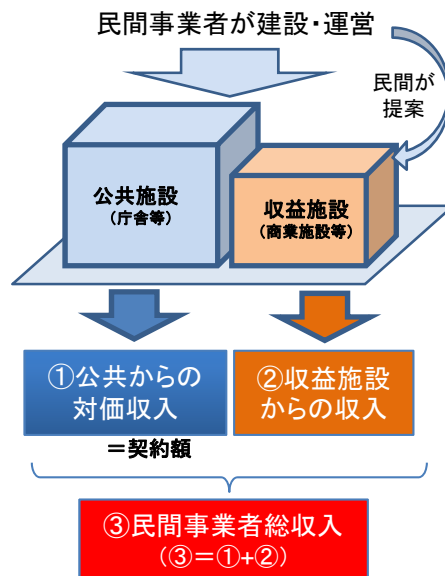 民間事業者が建設・運営
民間が
提案
公共施設
(庁舎等)
収益施設
(商業施設等)
①公共からの
対価収入
②収益施設
からの収入
＝契約額
③民間事業者総収入
(③＝①+②)